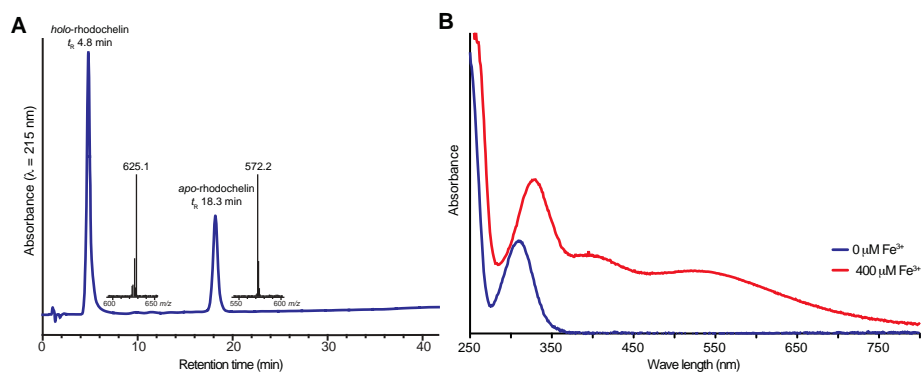 A
holo-rhodochelin
tR 4.8 min
625.1
572.2
apo-rhodochelin
tR 18.3 min
Absorbance (λ = 215 nm)
600 650 m/z
550 600 m/z
0 10 20 30 40
Retention time (min)
B
Absorbance
0 μM Fe³⁺
400 μM Fe³⁺
250 350 450 550 650 750
Wave length (nm)